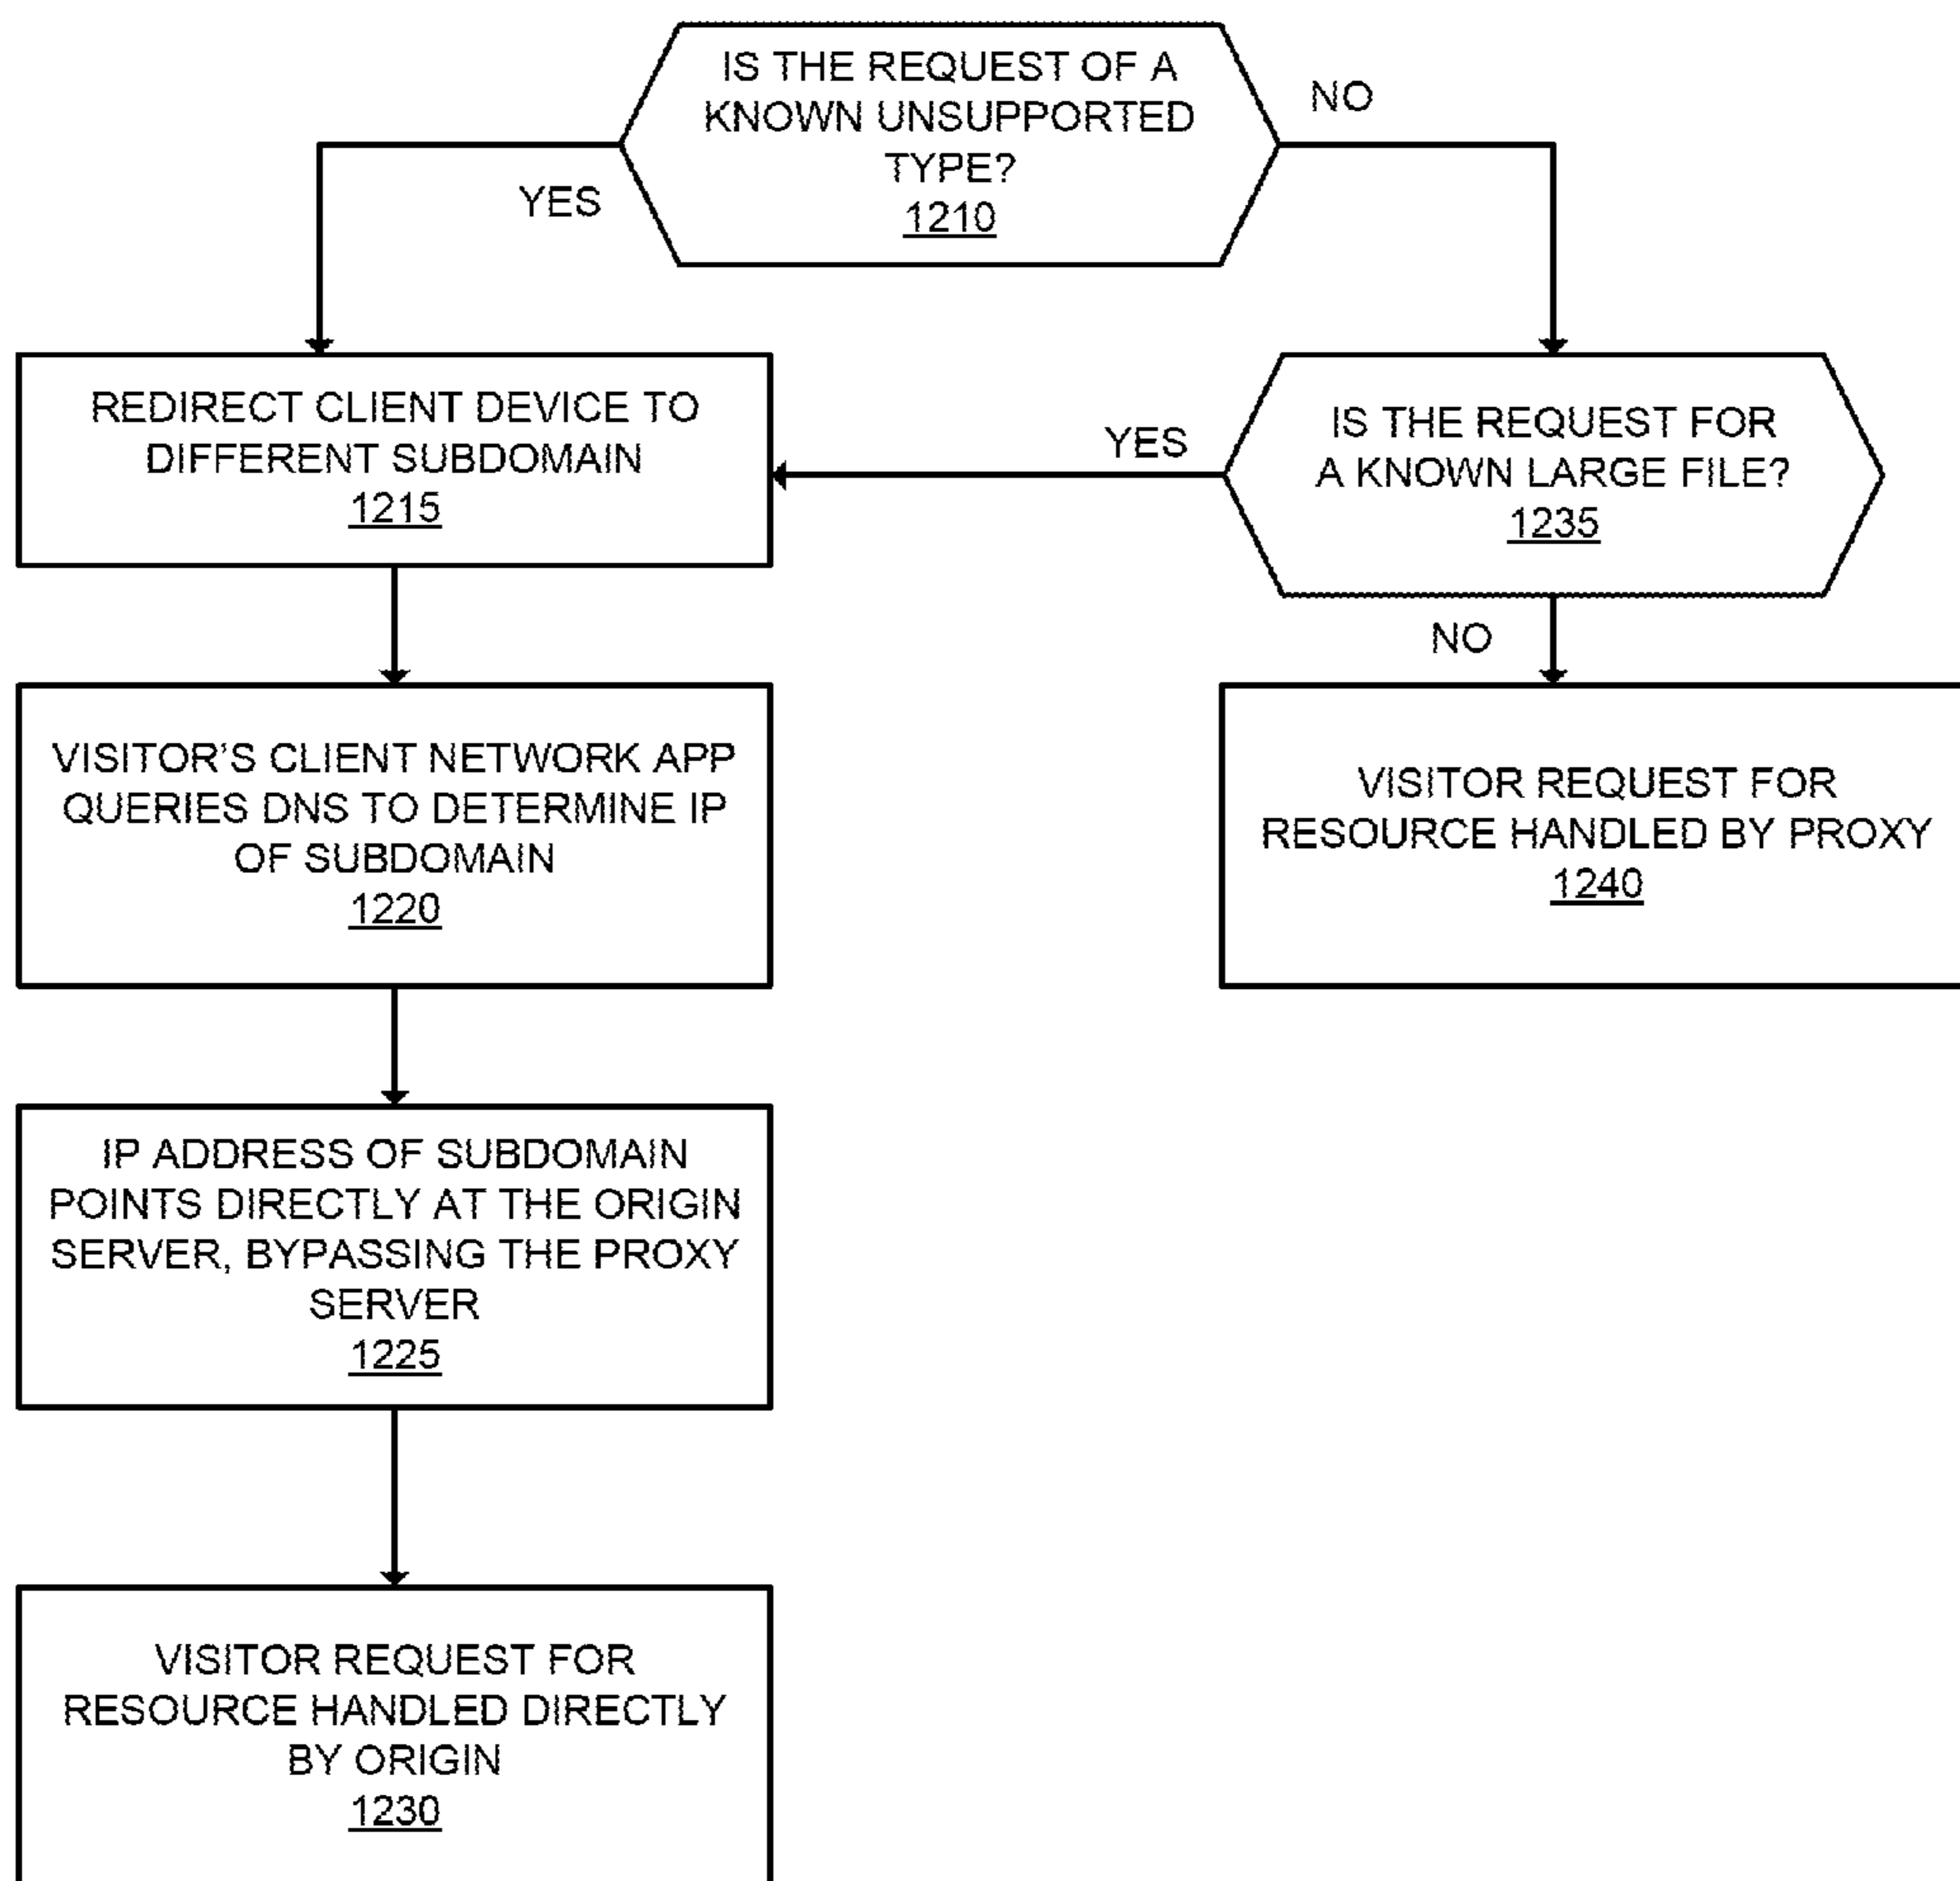 IS THE REQUEST OF A
KNOWN UNSUPPORTED
TYPE?
1210
YES
NO
REDIRECT CLIENT DEVICE TO
DIFFERENT SUBDOMAIN
1215
YES
IS THE REQUEST FOR
A KNOWN LARGE FILE?
1235
NO
VISITOR'S CLIENT NETWORK APP
QUERIES DNS TO DETERMINE IP
OF SUBDOMAIN
1220
VISITOR REQUEST FOR
RESOURCE HANDLED BY PROXY
1240
IP ADDRESS OF SUBDOMAIN
POINTS DIRECTLY AT THE ORIGIN
SERVER, BYPASSING THE PROXY
SERVER
1225
VISITOR REQUEST FOR
RESOURCE HANDLED DIRECTLY
BY ORIGIN
1230